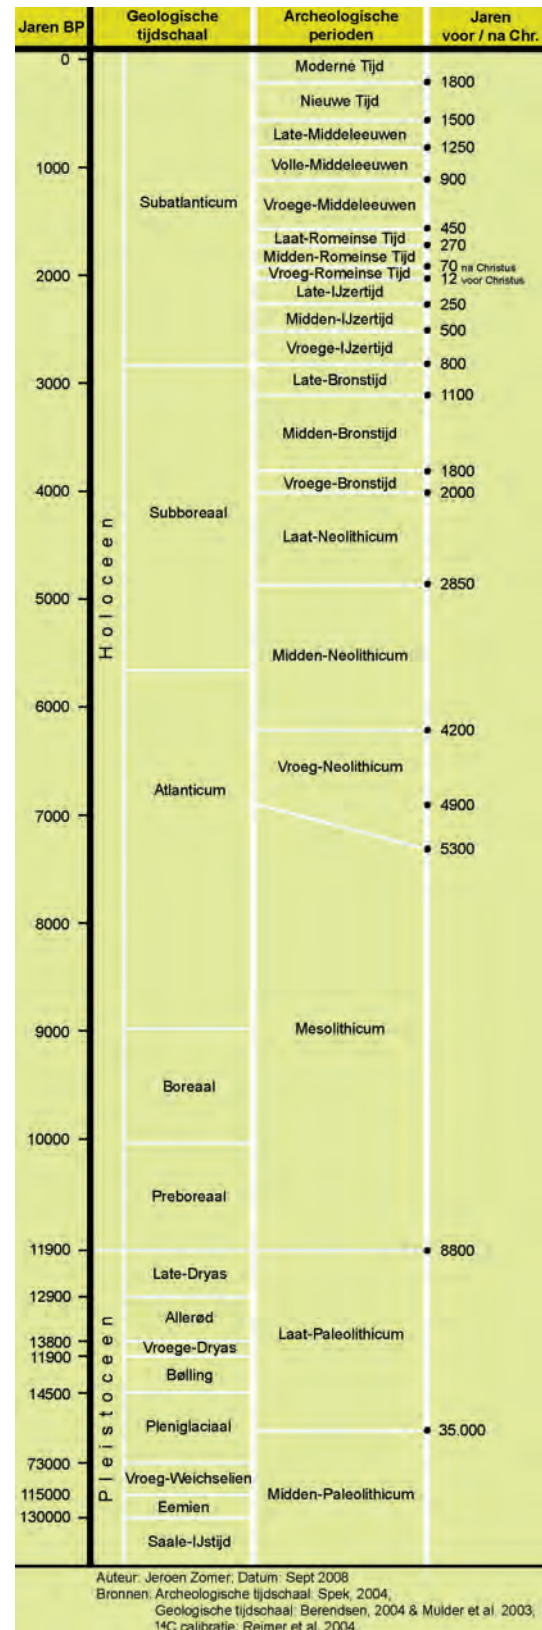 Jaren BP
Geologische
tijdschaal
Archeologische
perioden
Jaren
voor / na Chr.
0
1000
2000
3000
4000
5000
6000
7000
8000
9000
10000
11900
12900
13800
11900
14500
73000
115000
130000
Holoceen
Pleistoceen
Subatlanticum
Subboreaal
Atlanticum
Boreaal
Preboreaal
Late-Dryas
Allerød
Vroege-Dryas
Bølling
Pleniglaciaal
Vroeg-Weichselien
Eemien
Saale-IJstijd
Moderne Tijd
Nieuwe Tijd
Late-Middeleeuwen
Volle-Middeleeuwen
Vroege-Middeleeuwen
Laat-Romeinse Tijd
Midden-Romeinse Tijd
Vroeg-Romeinse Tijd
Late-IJzertijd
Midden-IJzertijd
Vroege-IJzertijd
Late-Bronstijd
Midden-Bronstijd
Vroege-Bronstijd
Laat-Neolithicum
Midden-Neolithicum
Vroeg-Neolithicum
Mesolithicum
Laat-Paleolithicum
Midden-Paleolithicum
1800
1500
1250
900
450
270
70 na Christus
12 voor Christus
250
500
800
1100
1800
2000
2850
4200
4900
5300
8800
35.000
Auteur: Jeroen Zomer; Datum: Sept 2008
Bronnen: Archeologische tijdschaal: Spek, 2004,
Geologische tijdschaal: Berendsen, 2004 & Mulder et al. 2003,
14C calibratie: Reimer et al. 2004